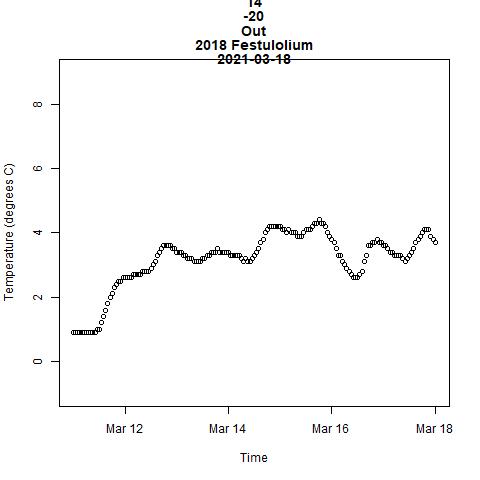 14
-20
Out
2018 Festulolium
2021-03-18
8
6
4
2
0
Temperature (degrees C)
Mar 12 Mar 14 Mar 16 Mar 18
Time